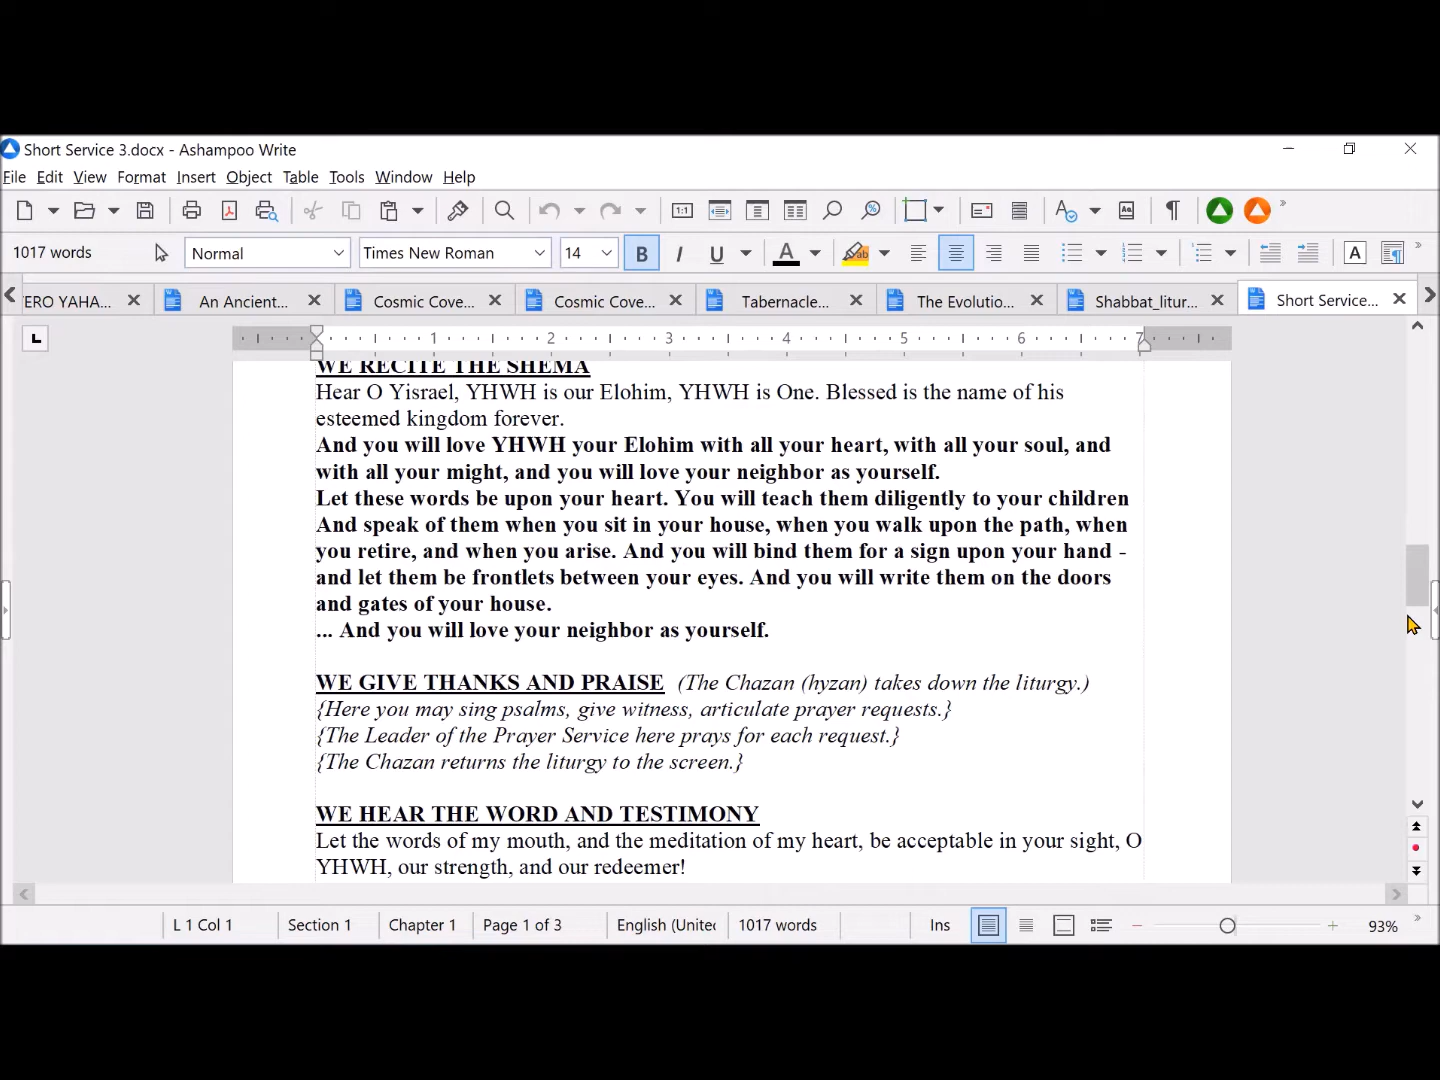 Short Service 3.docx - Ashampoo Write
File Edit View Format Insert Object Table Tools Window Help
1:1
1017 words Normal Times New Roman 14 B I U A ab A
ERO YAHA... An Ancient... Cosmic Cove... Cosmic Cove... Tabernacle... The Evolutio... Shabbat_litur... Short Service...
L 1 2 3 4 5 6 7
WE RECITE THE SHEMA
Hear O Yisrael, YHWH is our Elohim, YHWH is One. Blessed is the name of his
esteemed kingdom forever.
And you will love YHWH your Elohim with all your heart, with all your soul, and
with all your might, and you will love your neighbor as yourself.
Let these words be upon your heart. You will teach them diligently to your children
And speak of them when you sit in your house, when you walk upon the path, when
you retire, and when you arise. And you will bind them for a sign upon your hand -
and let them be frontlets between your eyes. And you will write them on the doors
and gates of your house.
... And you will love your neighbor as yourself.
WE GIVE THANKS AND PRAISE (The Chazan (hyzan) takes down the liturgy.)
{Here you may sing psalms, give witness, articulate prayer requests.}
{The Leader of the Prayer Service here prays for each request.}
{The Chazan returns the liturgy to the screen.}
WE HEAR THE WORD AND TESTIMONY
Let the words of my mouth, and the meditation of my heart, be acceptable in your sight, O
YHWH, our strength, and our redeemer!
L 1 Col 1 Section 1 Chapter 1 Page 1 of 3 English (Unite 1017 words Ins 93%